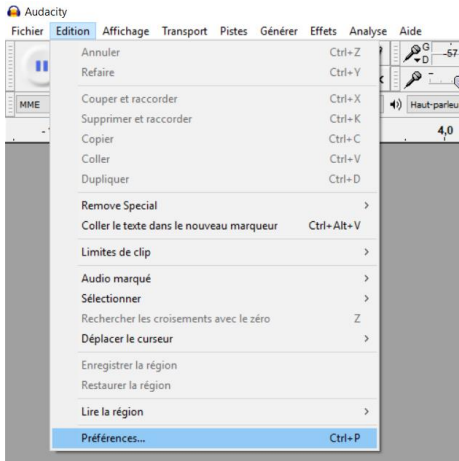 Audacity
Fichier Edition Affichage Transport Pistes Générer Effets Analyse Aide
Annuler Ctrl+Z
Refaire Ctrl+Y
G
D -57
Couper et raccorder Ctrl+X
MME Haut-parleu
Supprimer et raccorder Ctrl+K
4,0
Copier Ctrl+C
Coller Ctrl+V
Dupliquer Ctrl+D
Remove Special >
Coller le texte dans le nouveau marqueur Ctrl+Alt+V
Limites de clip >
Audio marqué >
Sélectionner >
Rechercher les croisements avec le zéro Z
Déplacer le curseur >
Enregistrer la région
Restaurer la région
Lire la région >
Préférences... Ctrl+P